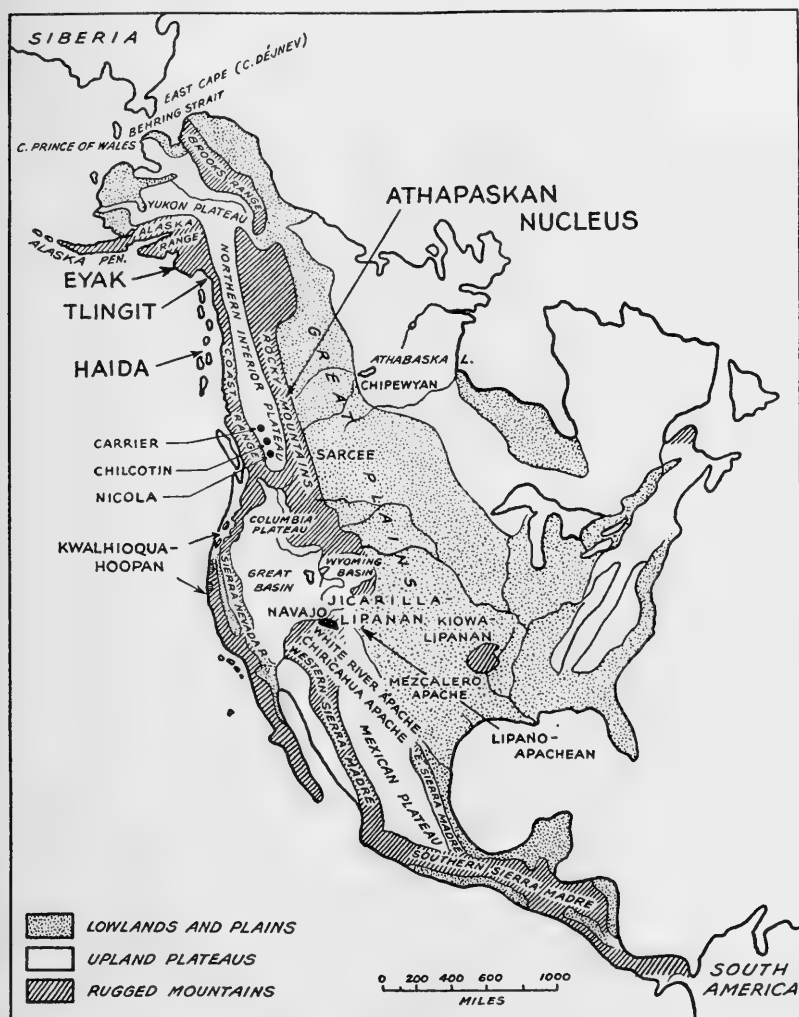 SIBERIA
EAST CAPE (C. DÉJNEV)
BEHRING STRAIT
C. PRINCE OF WALES
BROOKS RANGE
YUKON PLATEAU
ALASKA RANGE
ALASKA PEN.
ATHAPASKAN
NUCLEUS
EYAK
TLINGIT
HAIDA
NORTHERN INTERIOR PLATEAU
ROCKY MOUNTAINS
COAST RANGE
GREAT PLAINS
ATHABASKA L.
CHIPEWYAN
CARRIER
CHILCOTIN
NICOLA
SARCEE
COLUMBIA
PLATEAU
KWALHIOQUA-
HOOPAN
WYOMING
BASIN
GREAT
BASIN
SIERRA NEVADA R.
JICARILLA-
LIPANAN
NAVAJO
KIOWA-
LIPANAN
WHITE RIVER APACHE
CHIRICAHUA APACHE
MEZCALERO
APACHE
WESTERN SIERRA MADRE
LIPANO-
APACHEAN
MEXICAN PLATEAU
E. SIERRA MADRE
SOUTHERN SIERRA MADRE
LOWLANDS AND PLAINS
UPLAND PLATEAUS
RUGGED MOUNTAINS
0 200 400 600 1000
MILES
SOUTH
AMERICA